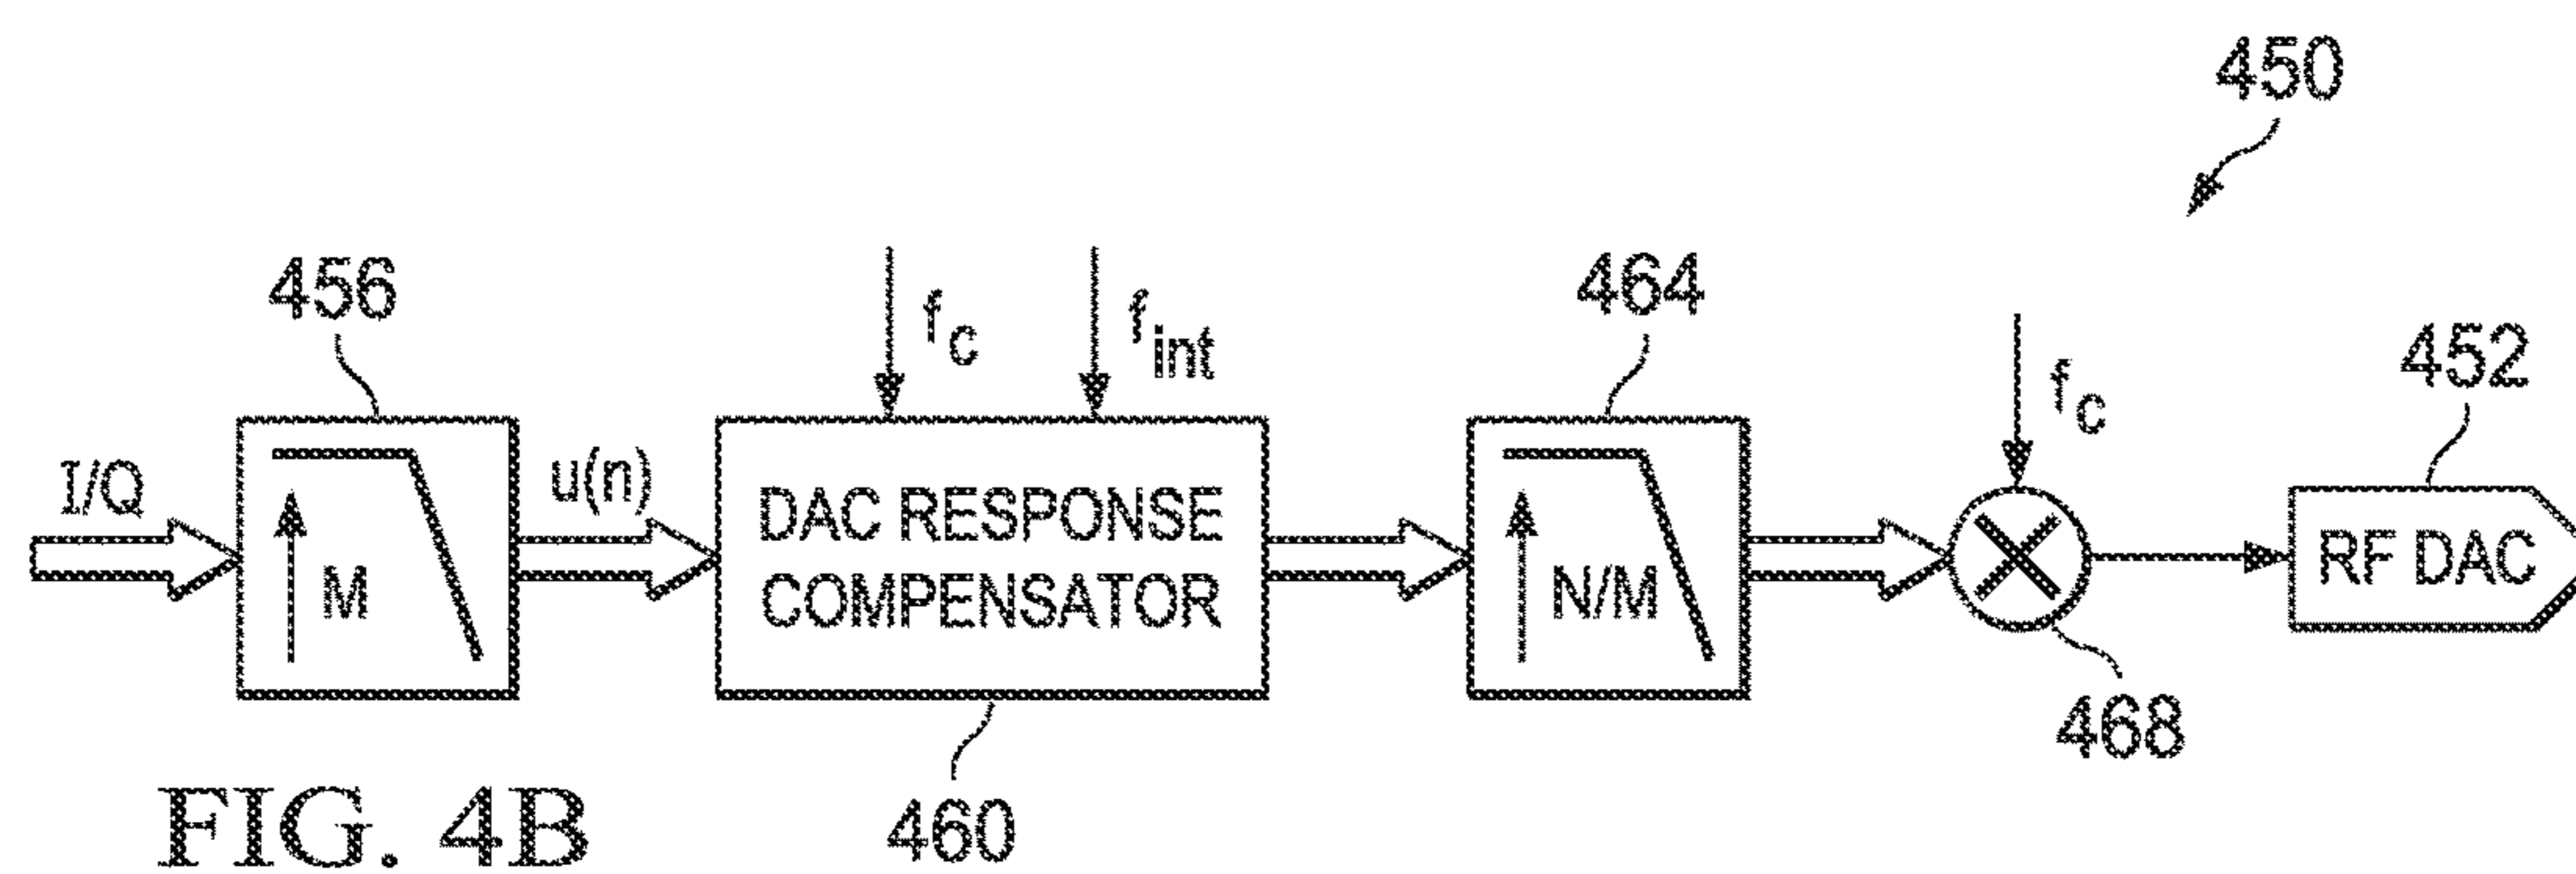 450
456
f_c
f_int
464
f_c
452
I/Q
M
u(n)
DAC RESPONSE
COMPENSATOR
N/M
RF DAC
468
460
FIG. 4B